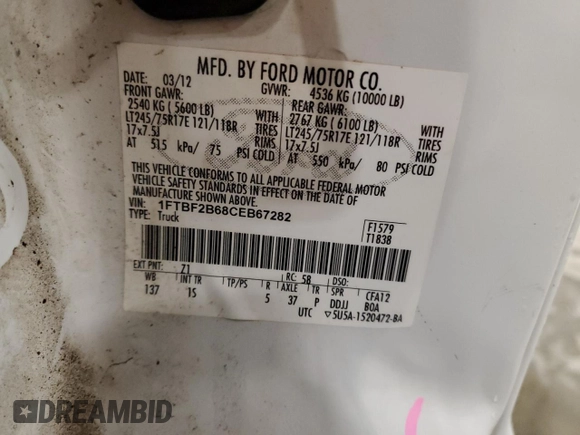 MFD. BY FORD MOTOR CO.
DATE: 03/12 GVWR: 4536 KG (10000 LB)
FRONT GAWR: REAR GAWR:
2540 KG (5600 LB) WITH 2767 KG (6100 LB) WITH
LT245/75R17E 121/118R TIRES LT245/75R17E 121/118R TIRES
17x7.5J RIMS 17x7.5J RIMS
AT 515 kPa/ 75 PSI COLD AT 550 kPa/ 80 PSI COLD
THIS VEHICLE CONFORMS TO ALL APPLICABLE FEDERAL MOTOR
VEHICLE SAFETY STANDARDS IN EFFECT ON THE DATE OF
MANUFACTURE SHOWN ABOVE.
VIN: 1FTBF2B68CEB67282
TYPE: Truck
F1579
T1838
EXT PNT: Z1 RC: 58 DSO:
WB INT TR TP/PS R AXLE TR SPR CFA12
137 IS 5 37 P DDJJ BOA
UTC ▽5U5A-1520472-BA
DREAMBID